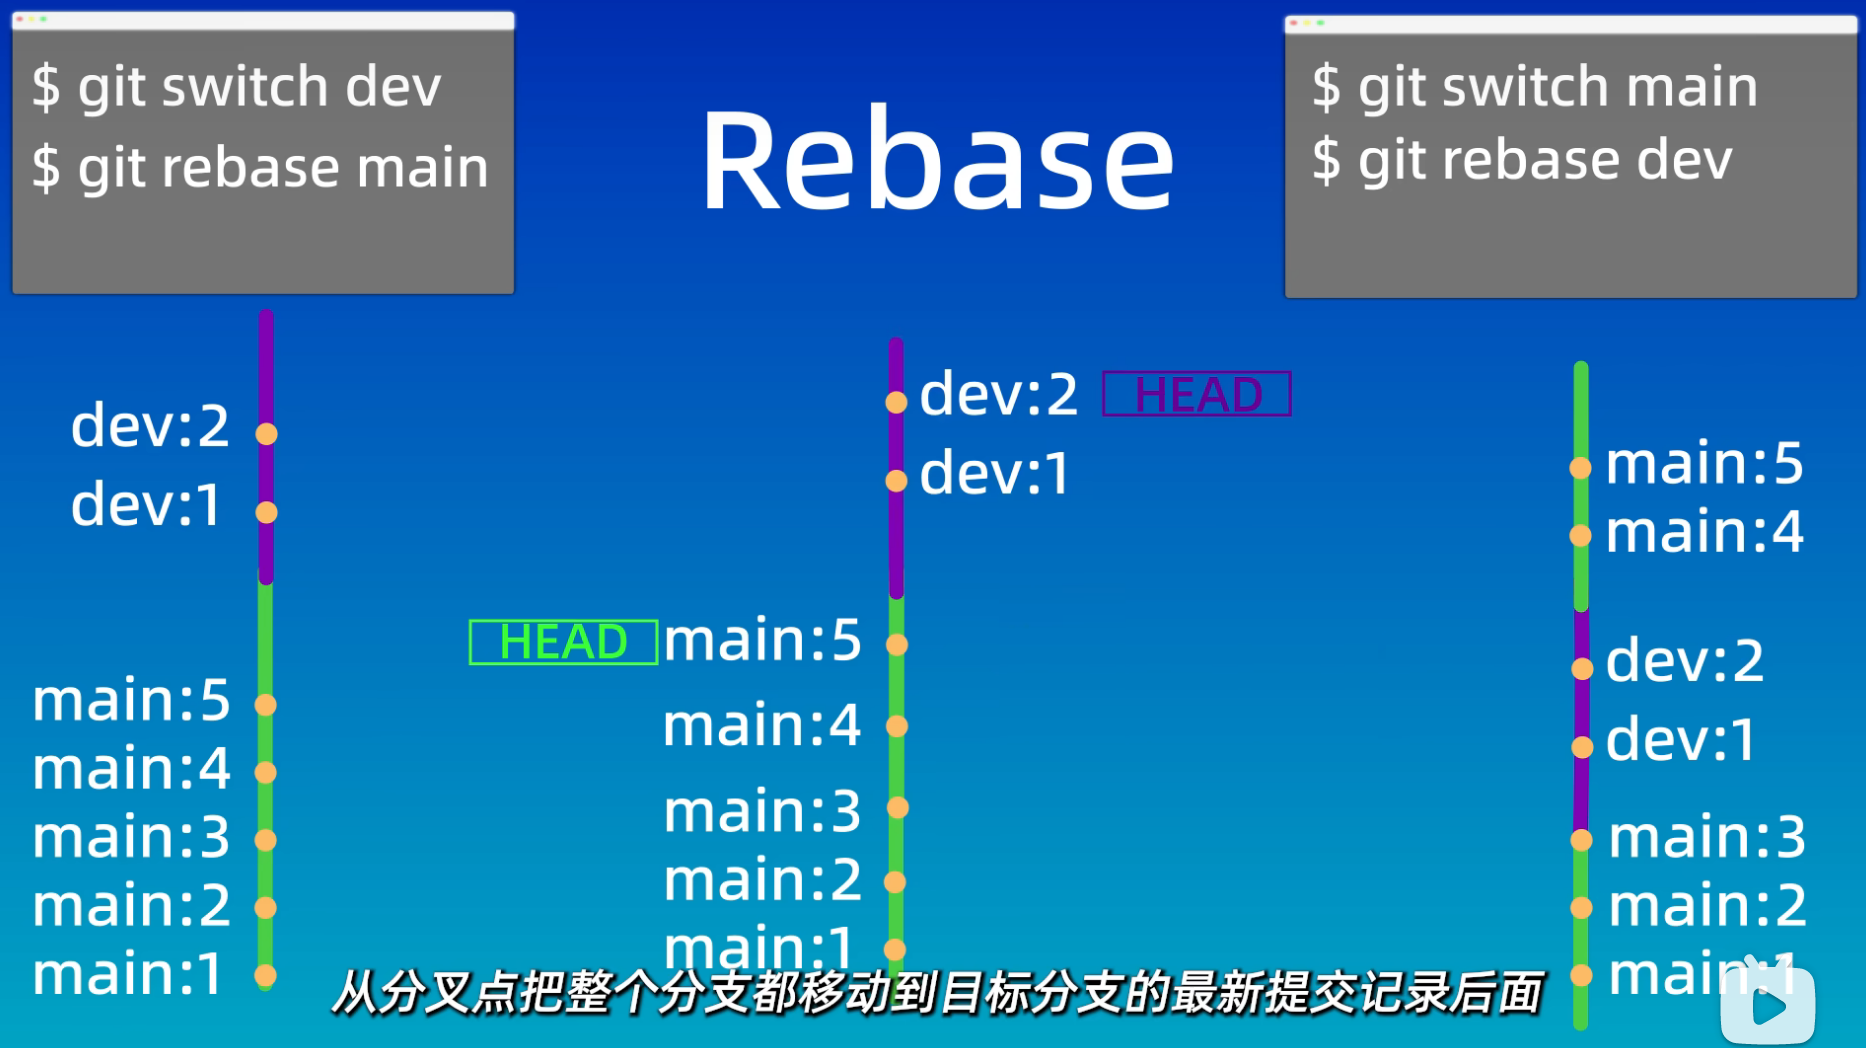 $ git switch dev
$ git rebase main
Rebase
$ git switch main
$ git rebase dev
dev:2
dev:1
main:5
main:4
main:3
main:2
main:1
dev:2 HEAD
dev:1
HEAD main:5
main:4
main:3
main:2
main:1
main:5
main:4
dev:2
dev:1
main:3
main:2
main:1
从分叉点把整个分支都移动到目标分支的最新提交记录后面